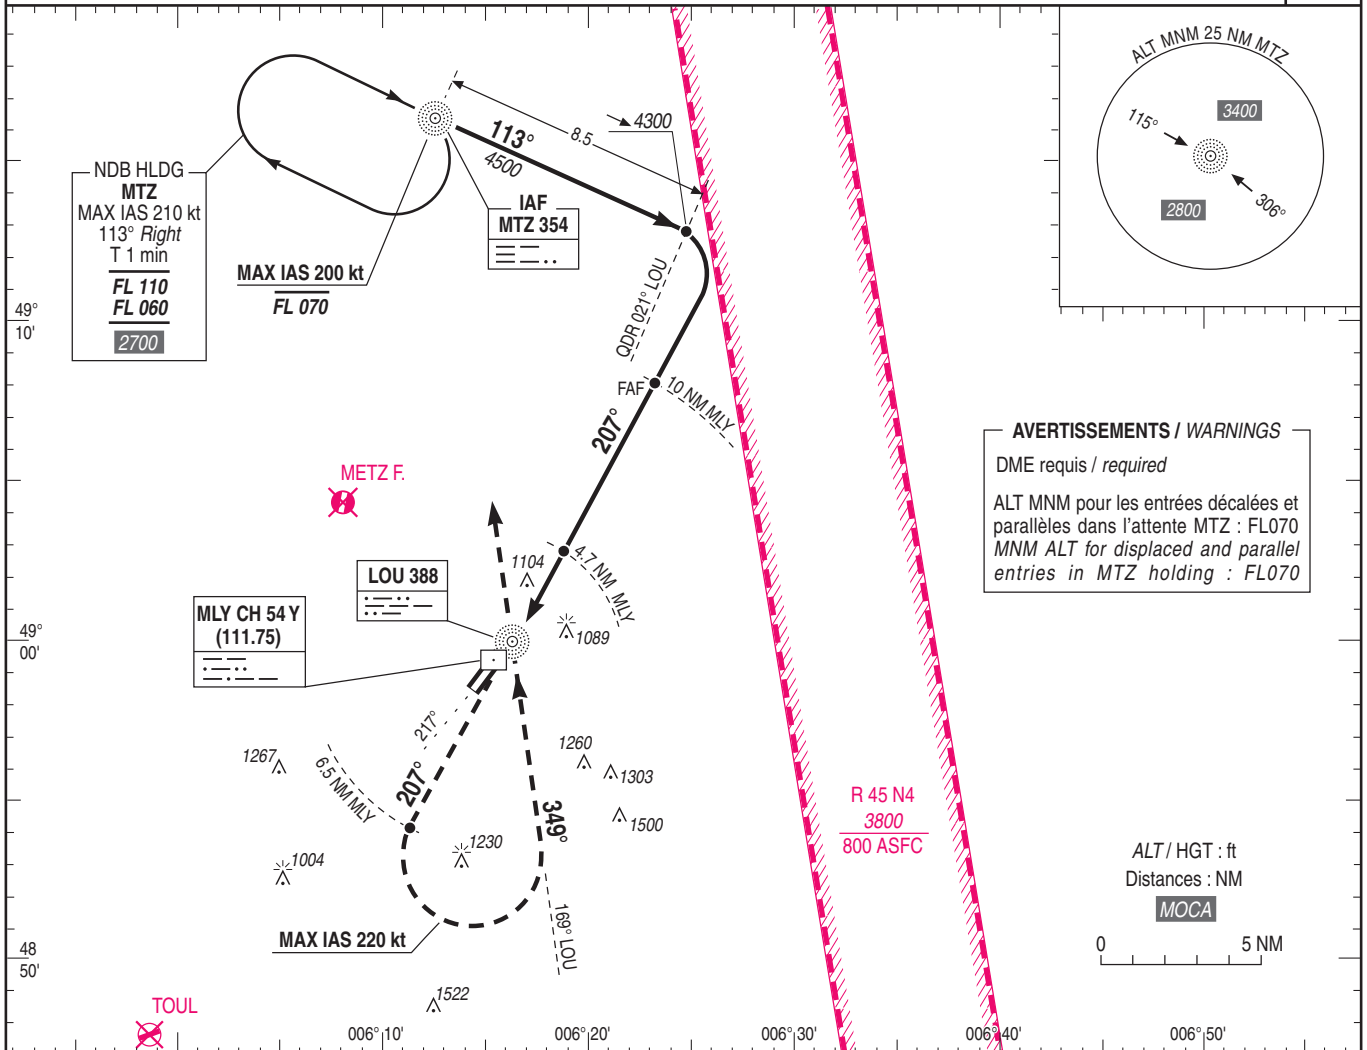 ALT MNM 25 NM MTZ
115°
3400
2800
306°
NDB HLDG
MTZ
MAX IAS 210 kt
113° Right
T 1 min
FL 110
FL 060
2700
MAX IAS 200 kt
FL 070
IAF
MTZ 354
113°
4500
8.5
4300
QDR 021° LOU
FAF
10 NM MLY
207°
49°
10'
AVERTISSEMENTS / WARNINGS
DME requis / required
ALT MNM pour les entrées décalées et
parallèles dans l'attente MTZ : FL070
MNM ALT for displaced and parallel
entries in MTZ holding : FL070
METZ F.
1104
4.7 NM MLY
LOU 388
MLY CH 54 Y
(111.75)
1089
49°
00'
217°
207°
6.5 NM MLY
1267
1260
1303
1500
349°
1230
1004
169° LOU
MAX IAS 220 kt
1522
R 45 N4
3800
800 ASFC
ALT / HGT : ft
Distances : NM
MOCA
0
5 NM
48
50'
TOUL
006°10'
006°20'
006°30'
006°40'
006°50'